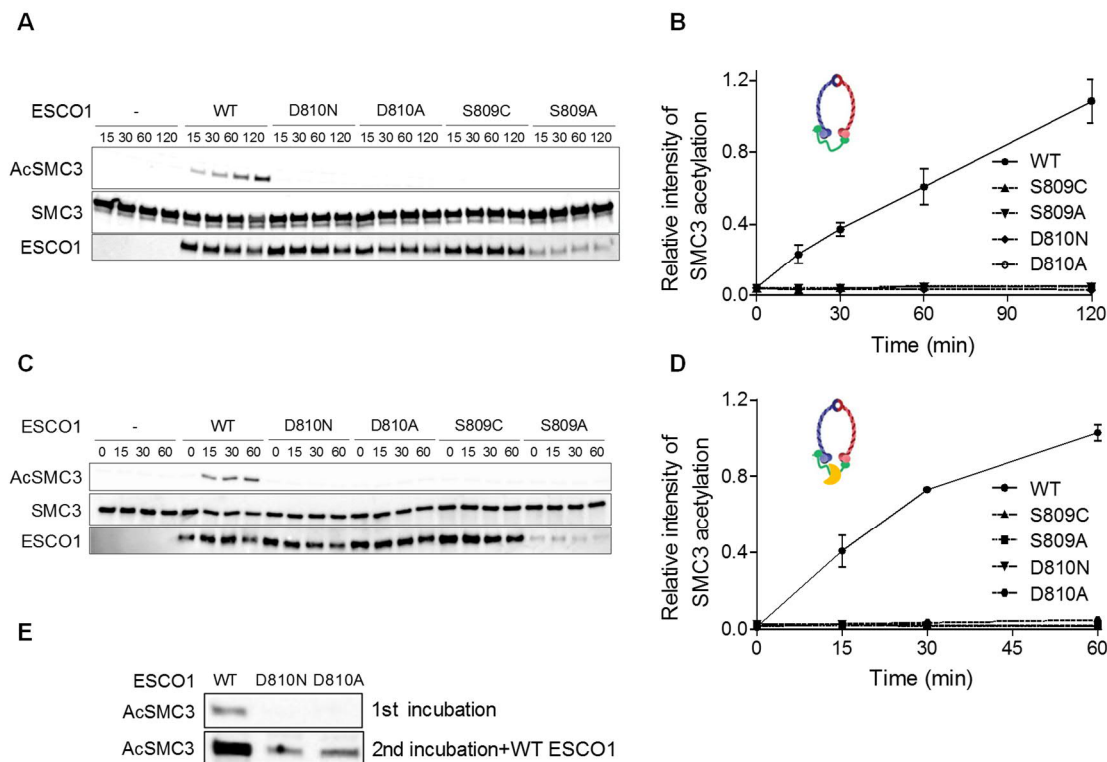 A
ESCO1 - WT D810N D810A S809C S809A
15 30 60 120 15 30 60 120 15 30 60 120 15 30 60 120 15 30 60 120 15 30 60 120
AcSMC3
SMC3
ESCO1
B
Relative intensity of
SMC3 acetylation
1.2
0.8
0.4
0.0
0 30 60 90 120
Time (min)
WT
S809C
S809A
D810N
D810A
C
ESCO1 - WT D810N D810A S809C S809A
0 15 30 60 0 15 30 60 0 15 30 60 0 15 30 60 0 15 30 60 0 15 30 60
AcSMC3
SMC3
ESCO1
D
Relative intensity of
SMC3 acetylation
1.2
0.8
0.4
0.0
0 15 30 45 60
Time (min)
WT
S809C
S809A
D810N
D810A
E
ESCO1 WT D810N D810A
AcSMC3 1st incubation
AcSMC3 2nd incubation+WT ESCO1